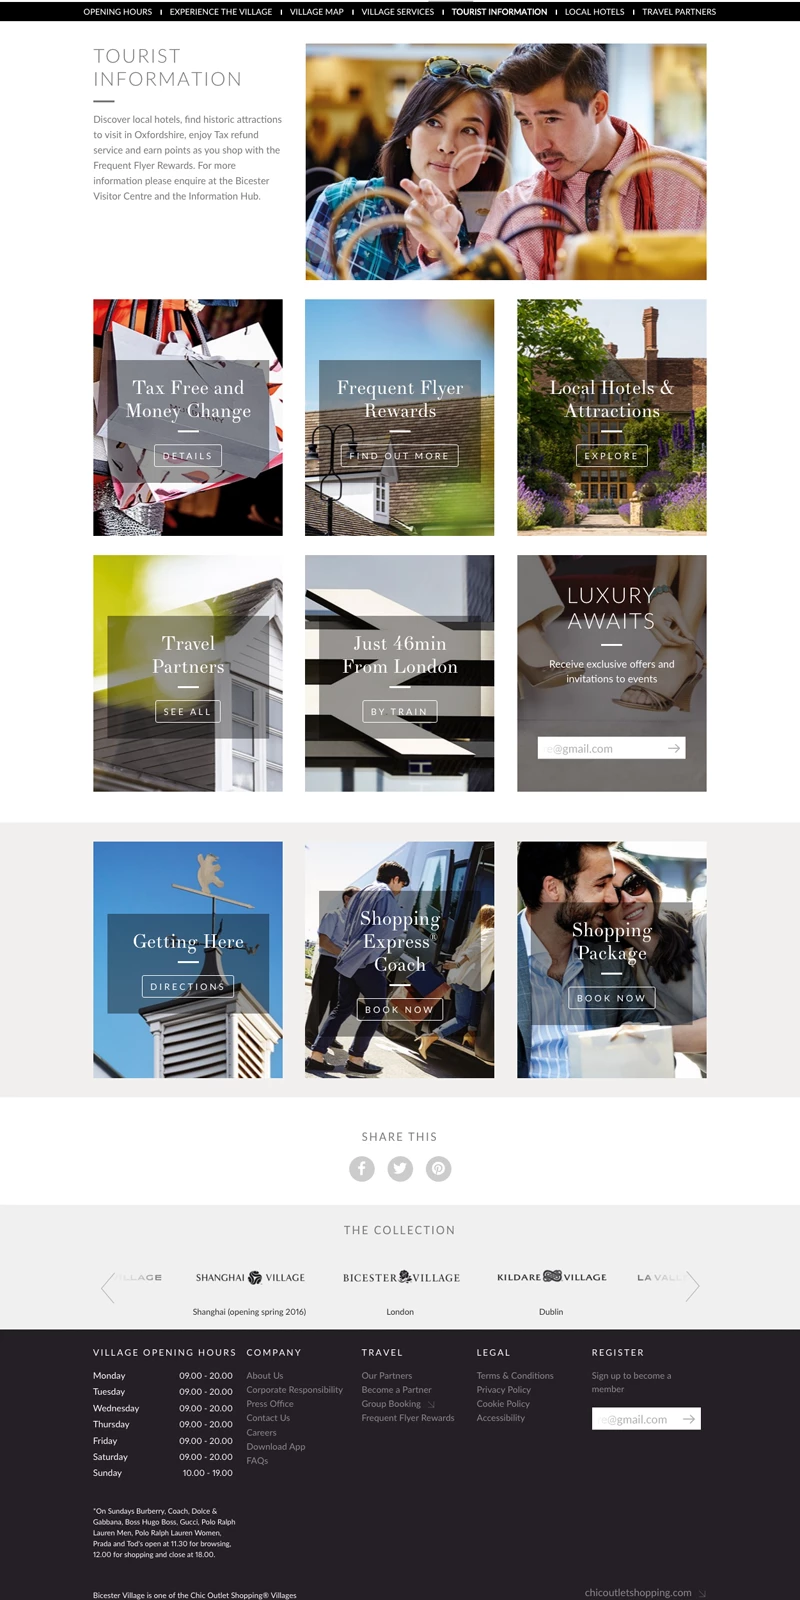 OPENING HOURS | EXPERIENCE THE VILLAGE | VILLAGE MAP | VILLAGE SERVICES | TOURIST INFORMATION | LOCAL HOTELS | TRAVEL PARTNERS
TOURIST
INFORMATION
Discover local hotels, find historic attractions
to visit in Oxfordshire, enjoy Tax refund
service and earn points as you shop with the
Frequent Flyer Rewards. For more
information please enquire at the Bicester
Visitor Centre and the Information Hub.
Tax Free and
Money Change
DETAILS
Frequent Flyer
Rewards
FIND OUT MORE
Local Hotels &
Attractions
EXPLORE
Travel
Partners
SEE ALL
Just 46min
From London
BY TRAIN
LUXURY
AWAITS
Receive exclusive offers and
invitations to events
e@gmail.com
Getting Here
DIRECTIONS
Shopping
Express®
Coach
BOOK NOW
Shopping
Package
BOOK NOW
SHARE THIS
THE COLLECTION
SHANGHAI VILLAGE
Shanghai (opening spring 2016)
BICESTER VILLAGE
London
KILDARE VILLAGE
Dublin
VILLAGE OPENING HOURS
Monday 09.00 - 20.00
Tuesday 09.00 - 20.00
Wednesday 09.00 - 20.00
Thursday 09.00 - 20.00
Friday 09.00 - 20.00
Saturday 09.00 - 20.00
Sunday 10.00 - 19.00
*On Sundays Burberry, Coach, Dolce &
Gabbana, Boss Hugo Boss, Gucci, Polo Ralph
Lauren Men, Polo Ralph Lauren Women,
Prada and Tod's open at 11.30 for browsing,
12.00 for shopping and close at 18.00.
COMPANY
About Us
Corporate Responsibility
Press Office
Contact Us
Careers
Download App
FAQs
TRAVEL
Our Partners
Become a Partner
Group Booking
Frequent Flyer Rewards
LEGAL
Terms & Conditions
Privacy Policy
Cookie Policy
Accessibility
REGISTER
Sign up to become a
member
e@gmail.com
Bicester Village is one of the Chic Outlet Shopping® Villages
chicoutletshopping.com